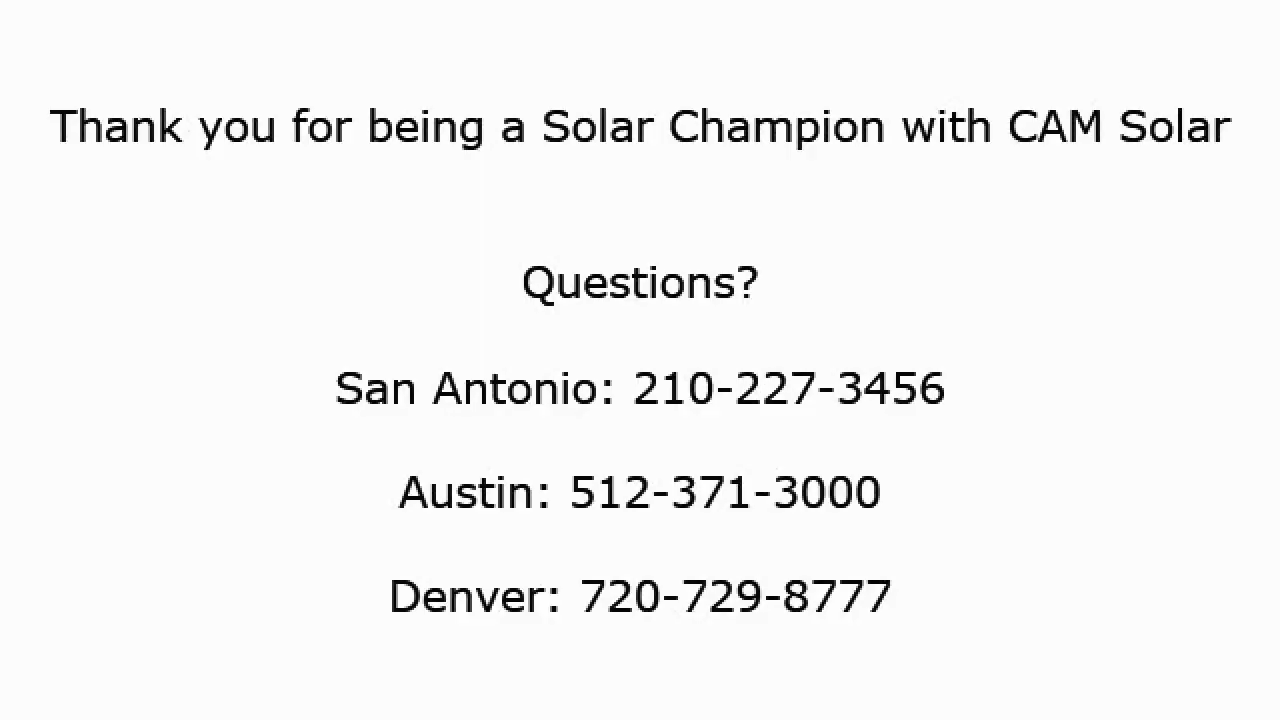 Thank you for being a Solar Champion with CAM Solar
Questions?
San Antonio: 210-227-3456
Austin: 512-371-3000
Denver: 720-729-8777